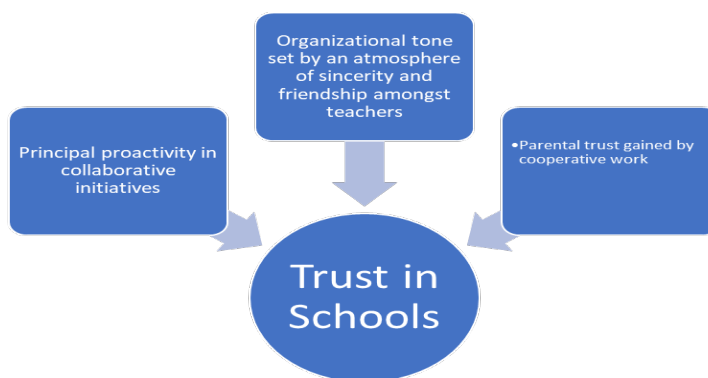 Organizational tone
set by an atmosphere
of sincerity and
friendship amongst
teachers
Principal proactivity in
collaborative
initiatives
•Parental trust gained by
cooperative work
Trust in
Schools